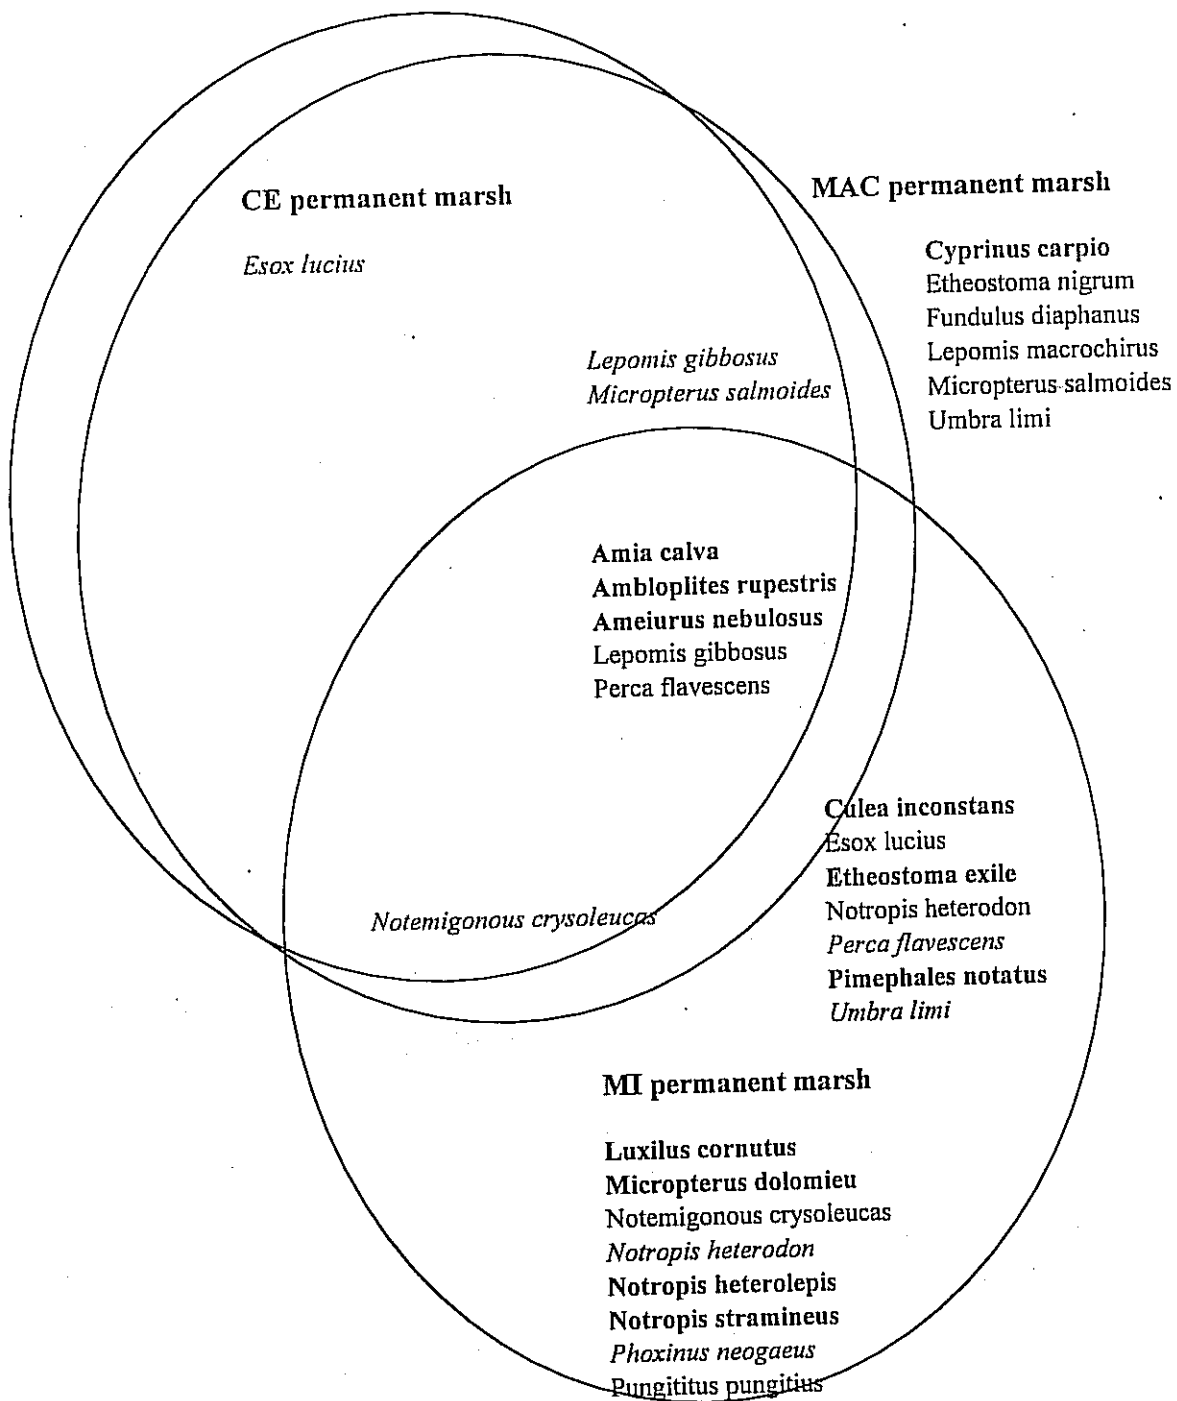 CE permanent marsh
Esox lucius
MAC permanent marsh
Cyprinus carpio
Etheostoma nigrum
Fundulus diaphanus
Lepomis macrochirus
Micropterus salmoides
Umbra limi
Lepomis gibbosus
Micropterus salmoides
Amia calva
Ambloplites rupestris
Ameiurus nebulosus
Lepomis gibbosus
Perca flavescens
Culea inconstans
Esox lucius
Etheostoma exile
Notropis heterodon
Perca flavescens
Pimephales notatus
Umbra limi
Notemigonous crysoleucas
MI permanent marsh
Luxilus cornutus
Micropterus dolomieu
Notemigonous crysoleucas
Notropis heterodon
Notropis heterolepis
Notropis stramineus
Phoxinus neogaeus
Pungititus pungitius